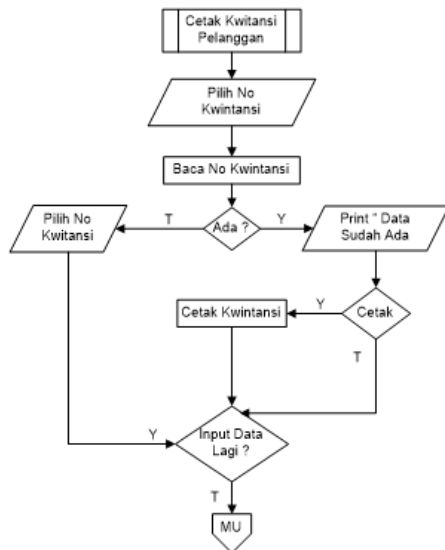 Cetak Kwitansi
Pelanggan
Pilih No
Kwintansi
Baca No Kwintansi
Pilih No
Kwitansi
T
Ada ?
Y
Print " Data
Sudah Ada
Cetak Kwintansi
Y
Cetak
T
Y
Input Data
Lagi ?
T
MU